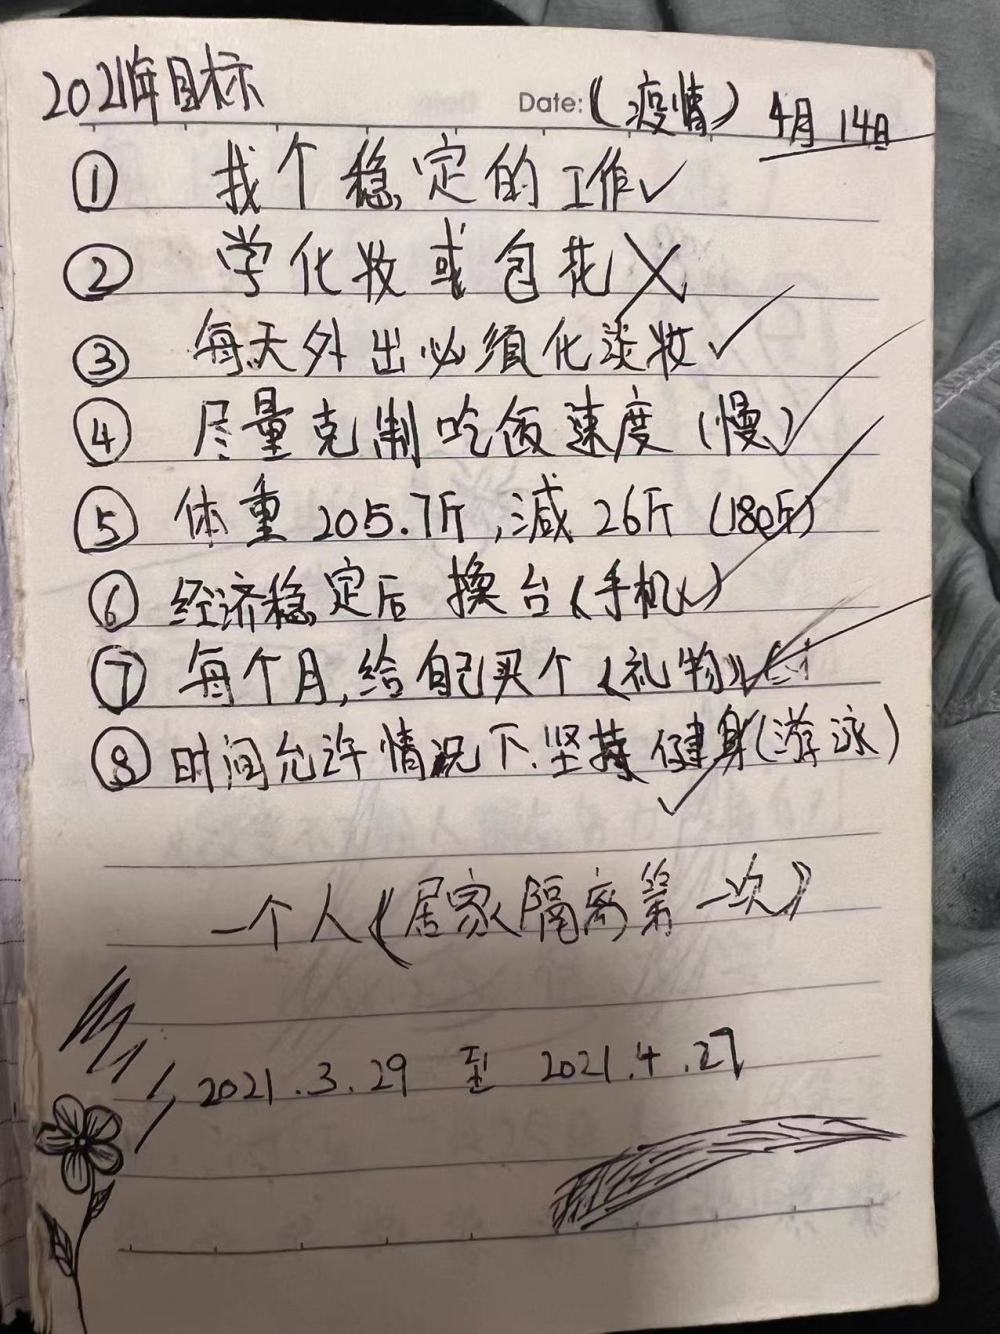 2021年目标 Date:《疫情》 4月14日
① 找个稳定的工作✓
② 学化妆或包花X
③ 每天外出必须化淡妆✓
④ 尽量克制吃饭速度(慢)✓
⑤ 体重205.7斤,减26斤(180斤)
⑥ 经济稳定后 换台《手机》
⑦ 每个月,给自己买个《礼物》
⑧ 时间允许情况下.坚持健身(游泳)✓
一个人《居家隔离第一次》
2021.3.29 至 2021.4.27